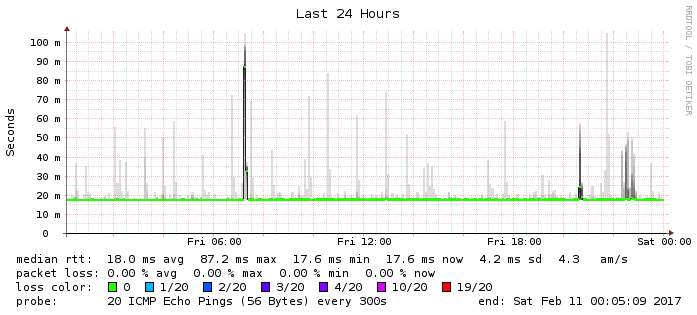 Last 24 Hours
RRDTOOL / TOBI OETIKER
Seconds
100 m
90 m
80 m
70 m
60 m
50 m
40 m
30 m
20 m
10 m
0
Fri 06:00 Fri 12:00 Fri 18:00 Sat 00:00
median rtt: 18.0 ms avg 87.2 ms max 17.6 ms min 17.6 ms now 4.2 ms sd 4.3 am/s
packet loss: 0.00 % avg 0.00 % max 0.00 % min 0.00 % now
loss color: 0 1/20 2/20 3/20 4/20 10/20 19/20
probe: 20 ICMP Echo Pings (56 Bytes) every 300s end: Sat Feb 11 00:05:09 2017